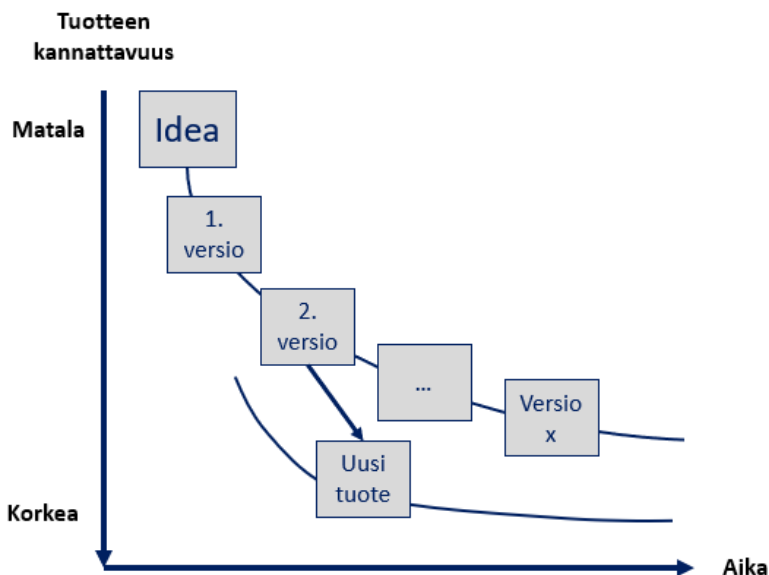 Tuotteen
kannattavuus
Matala
Idea
1.
versio
2.
versio
...
Versio
x
Uusi
tuote
Korkea
Aika